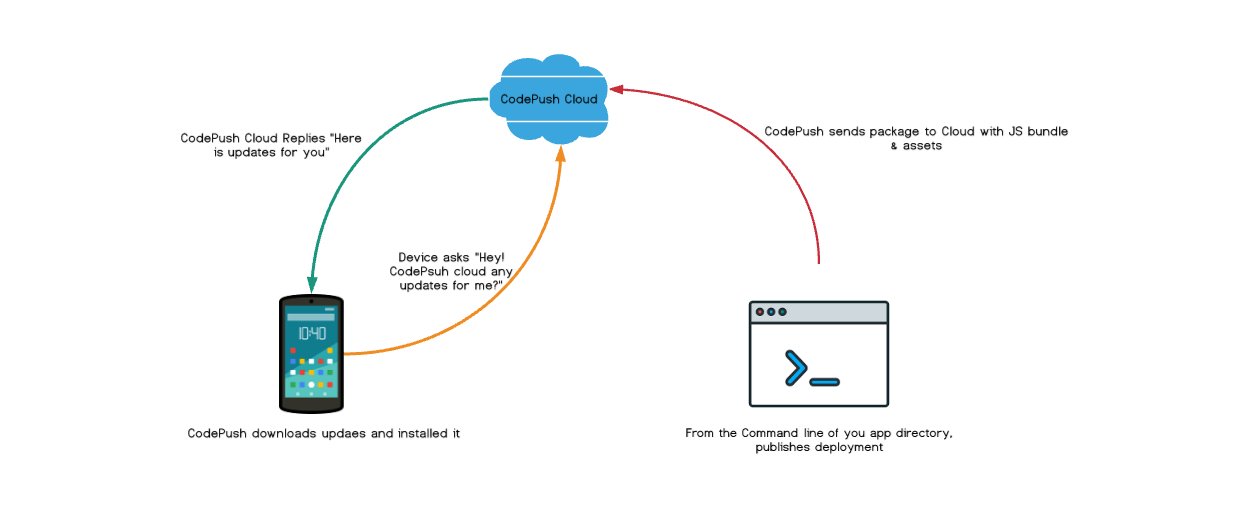 CodePush Cloud
CodePush Cloud Replies "Here
is updates for you"
CodePush sends package to Cloud with JS bundle
& assets
Device asks "Hey!
CodePsuh cloud any
updates for me?"
10:40
CodePush downloads updaes and installed it
From the Command line of you app directory,
publishes deployment